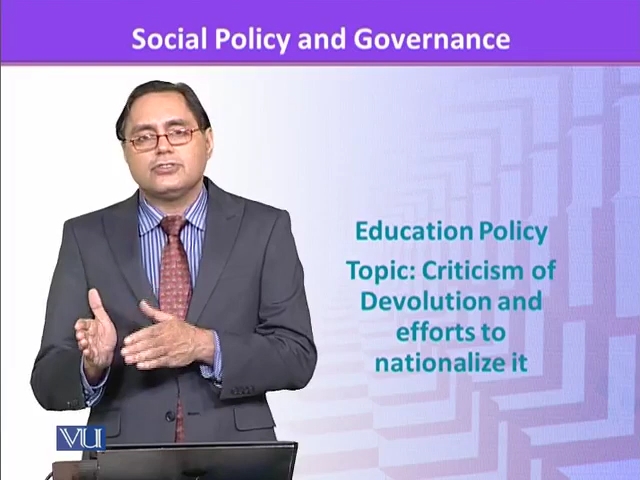 Social Policy and Governance
Education Policy
Topic: Criticism of
Devolution and
efforts to
nationalize it
VU